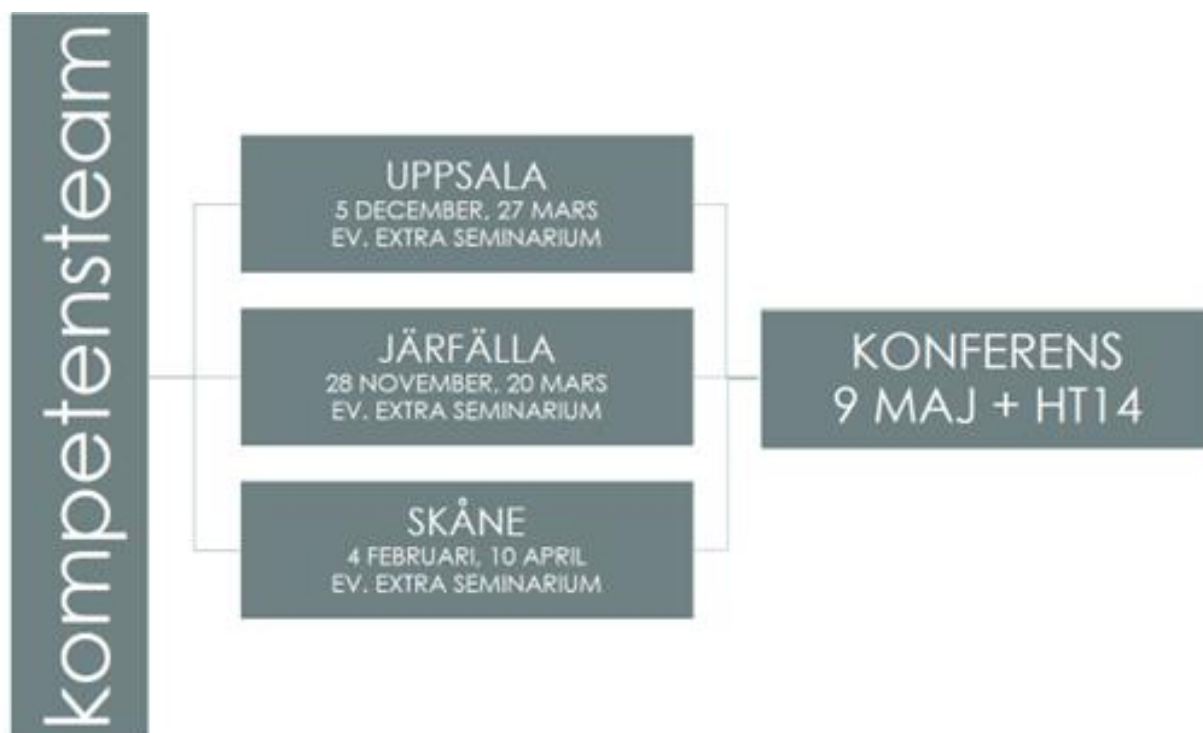 kompetensteam
UPPSALA
5 DECEMBER, 27 MARS
EV. EXTRA SEMINARIUM
JÄRFÄLLA
28 NOVEMBER, 20 MARS
EV. EXTRA SEMINARIUM
SKÅNE
4 FEBRUARI, 10 APRIL
EV. EXTRA SEMINARIUM
KONFERENS
9 MAJ + HT14